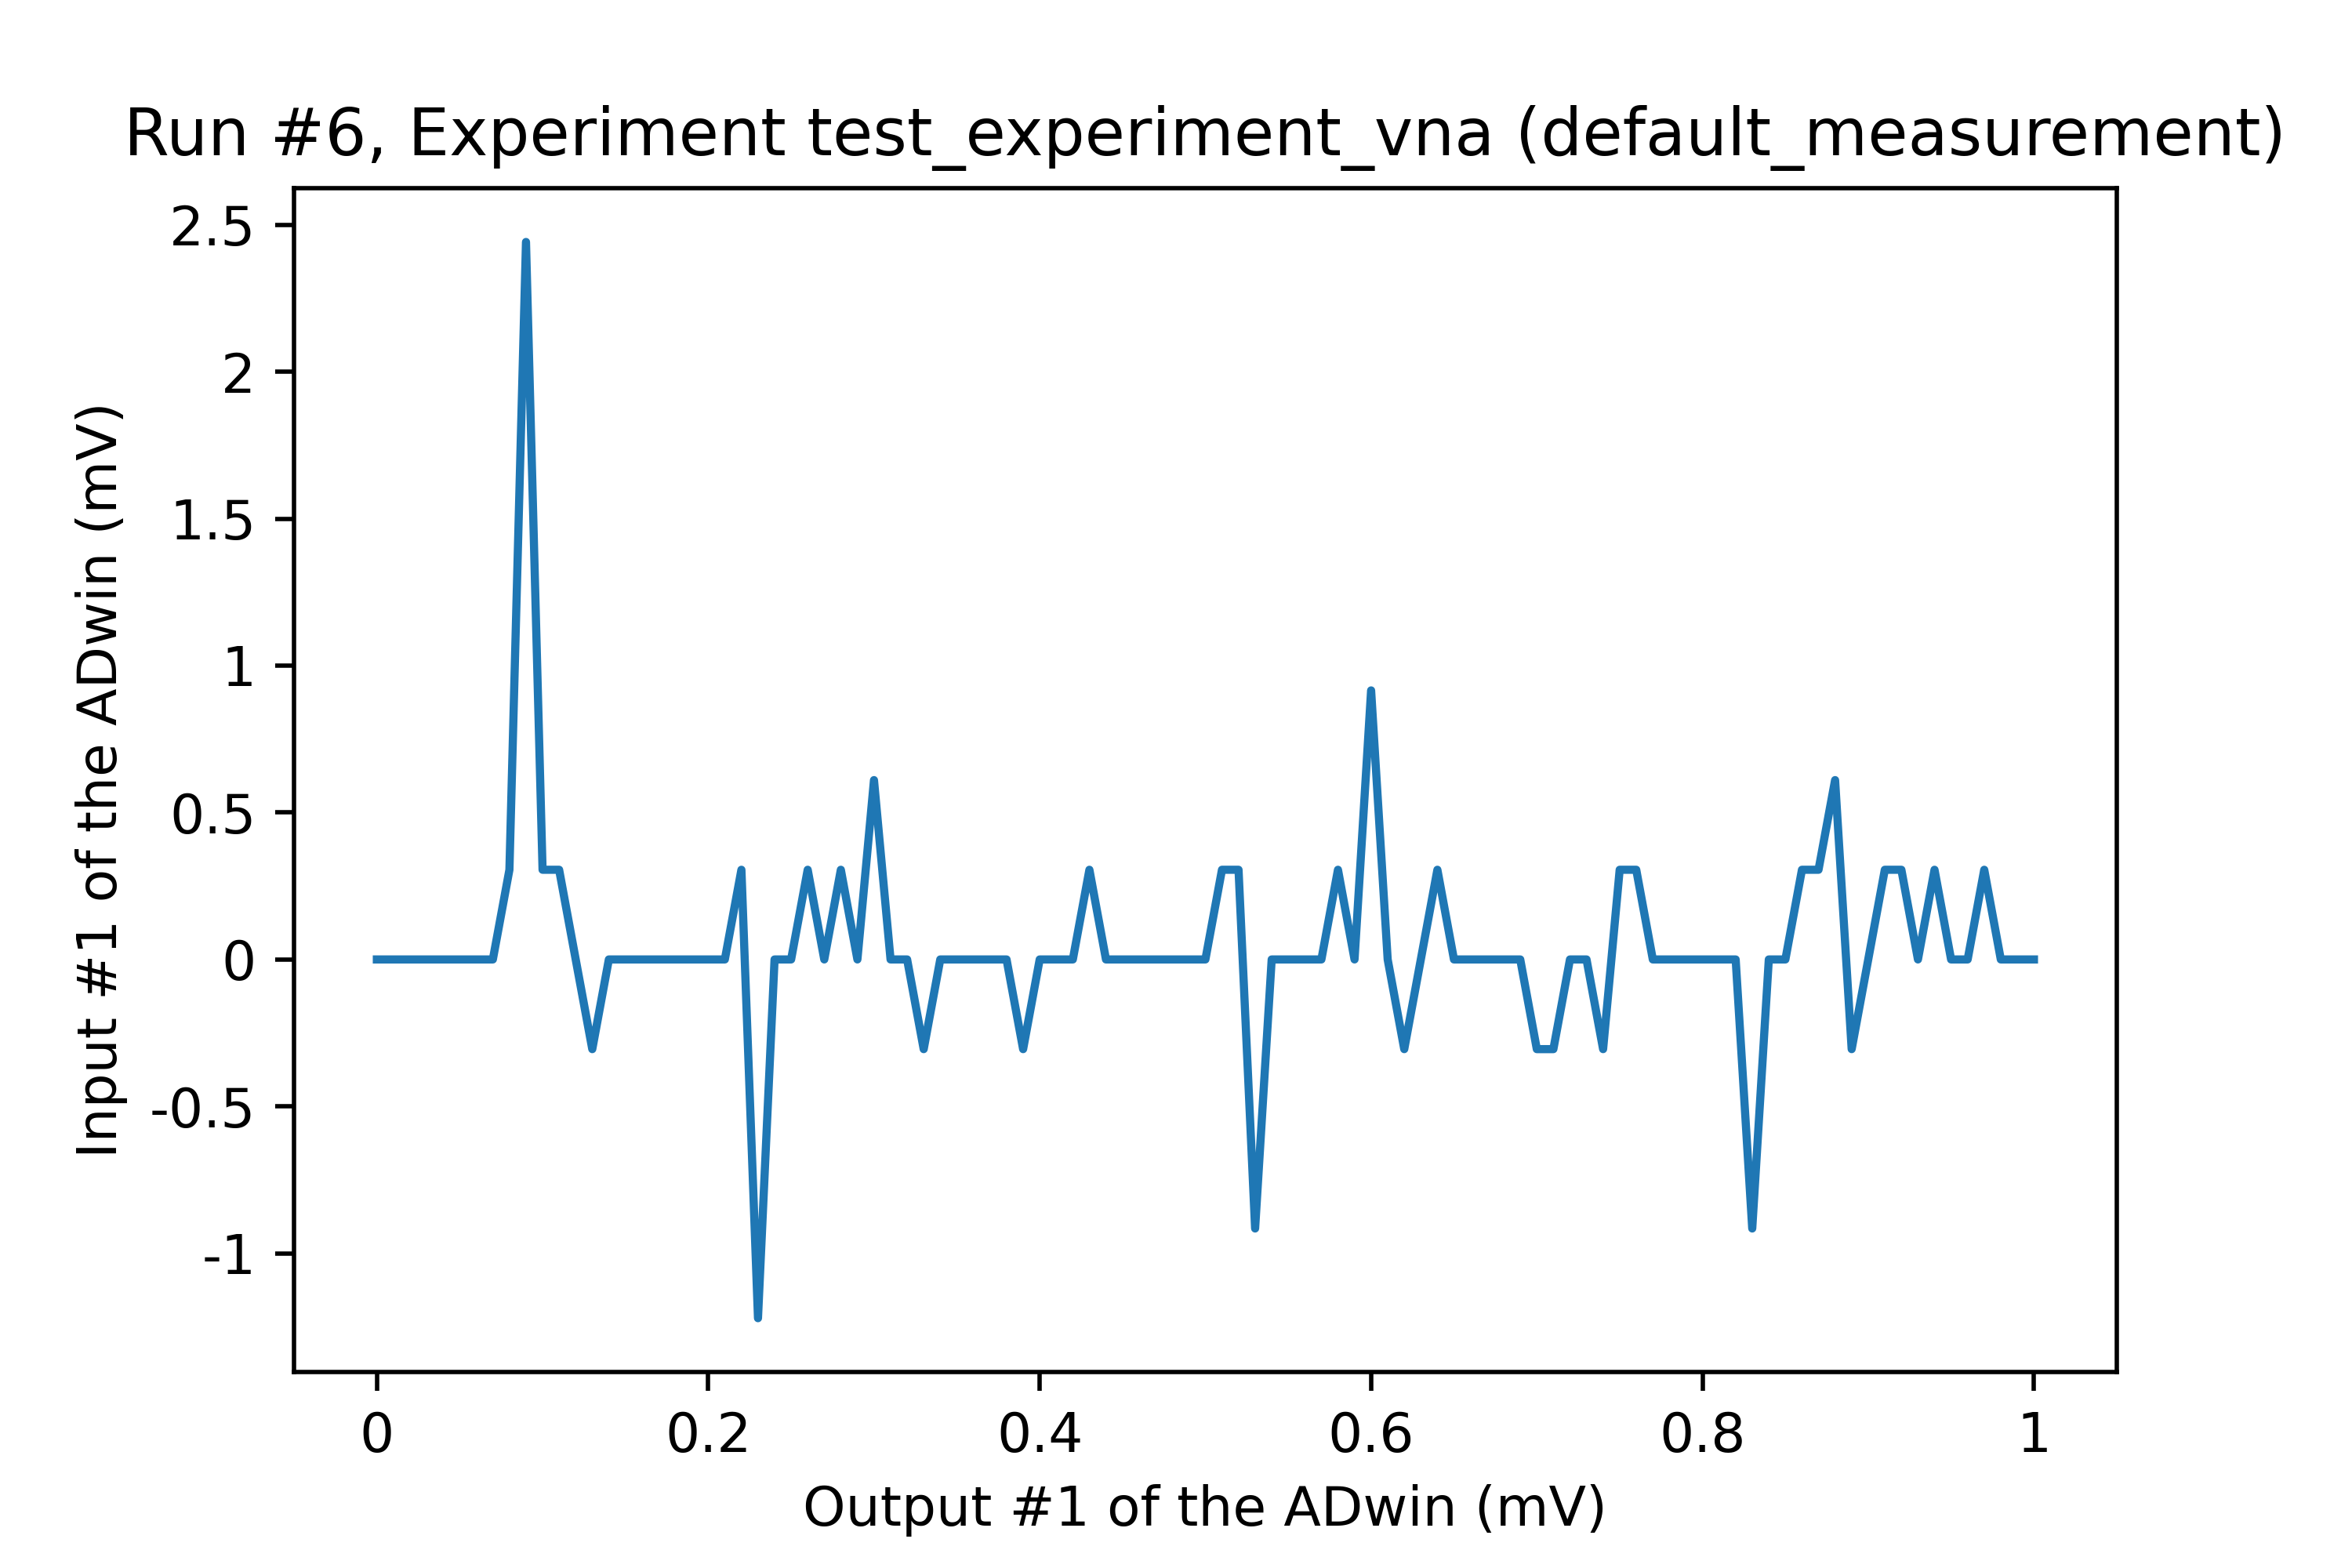 Run #6, Experiment test_experiment_vna (default_measurement)
2.5
2
1.5
1
0.5
0
-0.5
-1
Input #1 of the ADwin (mV)
0 0.2 0.4 0.6 0.8 1
Output #1 of the ADwin (mV)